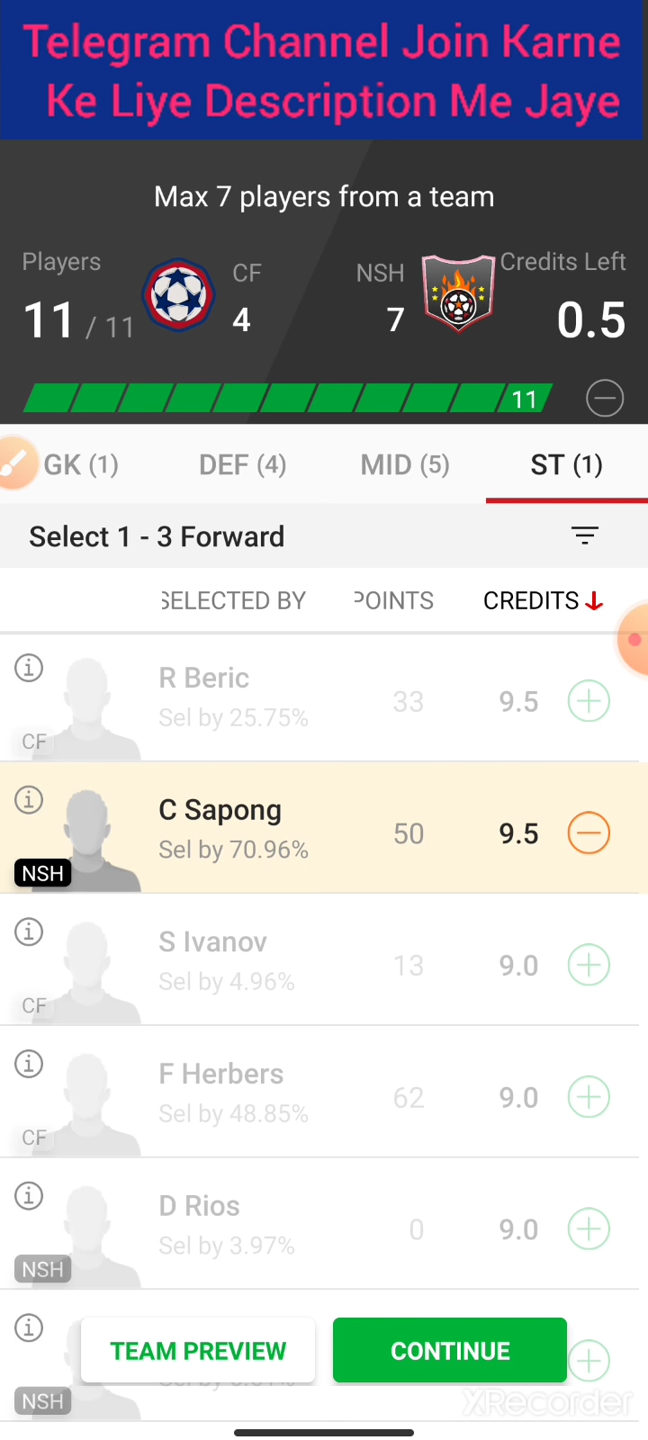 Telegram Channel Join Karne
Ke Liye Description Me Jaye
Max 7 players from a team
Players
CF
NSH
Credits Left
11 / 11
4
7
0.5
11
GK (1)
DEF (4)
MID (5)
ST (1)
Select 1 - 3 Forward
SELECTED BY
POINTS
CREDITS
R Beric
Sel by 25.75%
33
9.5
CF
C Sapong
Sel by 70.96%
50
9.5
NSH
S Ivanov
Sel by 4.96%
13
9.0
CF
F Herbers
Sel by 48.85%
62
9.0
CF
D Rios
Sel by 3.97%
0
9.0
NSH
TEAM PREVIEW
CONTINUE
NSH
XRecorder